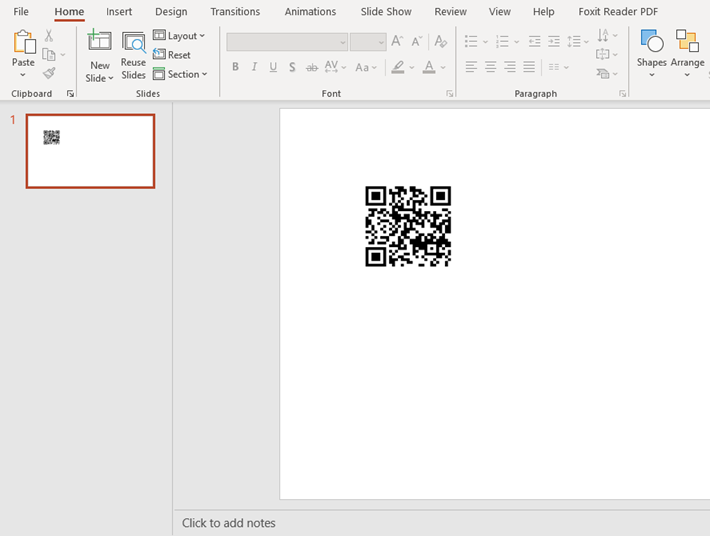 File Home Insert Design Transitions Animations Slide Show Review View Help Foxit Reader PDF
Paste
New
Slide
Reuse
Slides
Layout
Reset
Section
B I U S ab AV Aa A
A A A
Shapes Arrange
Clipboard Slides Font Paragraph
1
Click to add notes